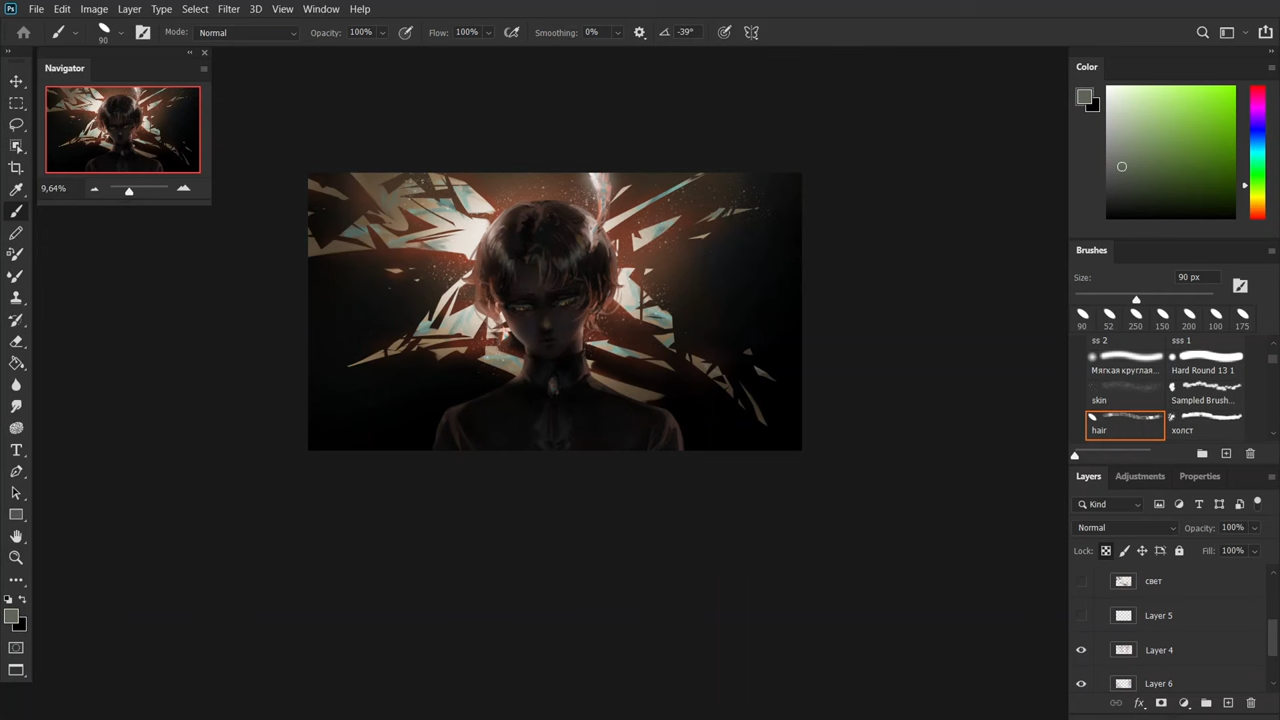 Ps File Edit Image Layer Type Select Filter 3D View Window Help
90 Mode: Normal Opacity: 100% Flow: 100% Smoothing: 0% -39°
Navigator
9,64%
Color
Brushes
Size: 90 px
90 52 250 150 200 100 175
ss 2 sss 1
Мягкая круглая... Hard Round 13 1
skin Sampled Brush...
hair холст
Layers Adjustments Properties
Kind
Normal Opacity: 100%
Lock: Fill: 100%
свет
Layer 5
Layer 4
Layer 6
fx